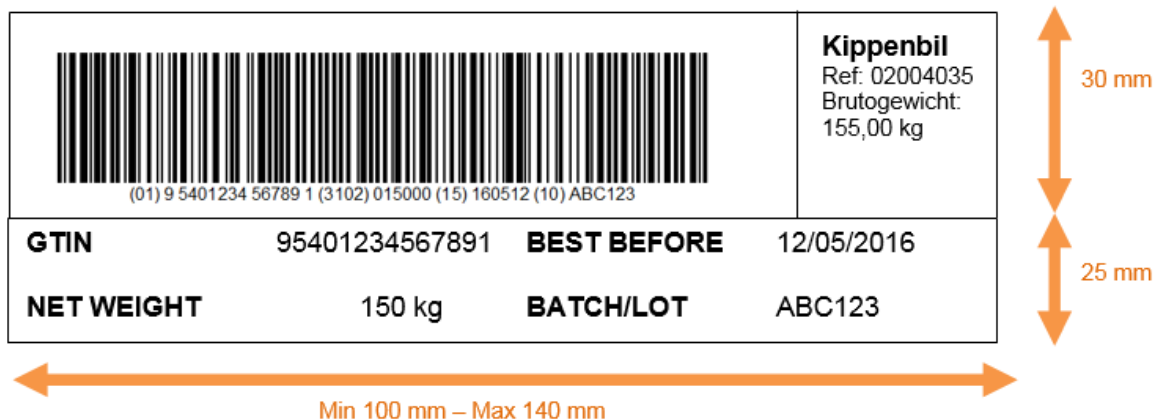 Kippenbil
Ref: 02004035
Brutogewicht:
155,00 kg
(01) 9 5401234 56789 1 (3102) 015000 (15) 160512 (10) ABC123
GTIN 95401234567891 BEST BEFORE 12/05/2016
NET WEIGHT 150 kg BATCH/LOT ABC123
30 mm
25 mm
Min 100 mm – Max 140 mm